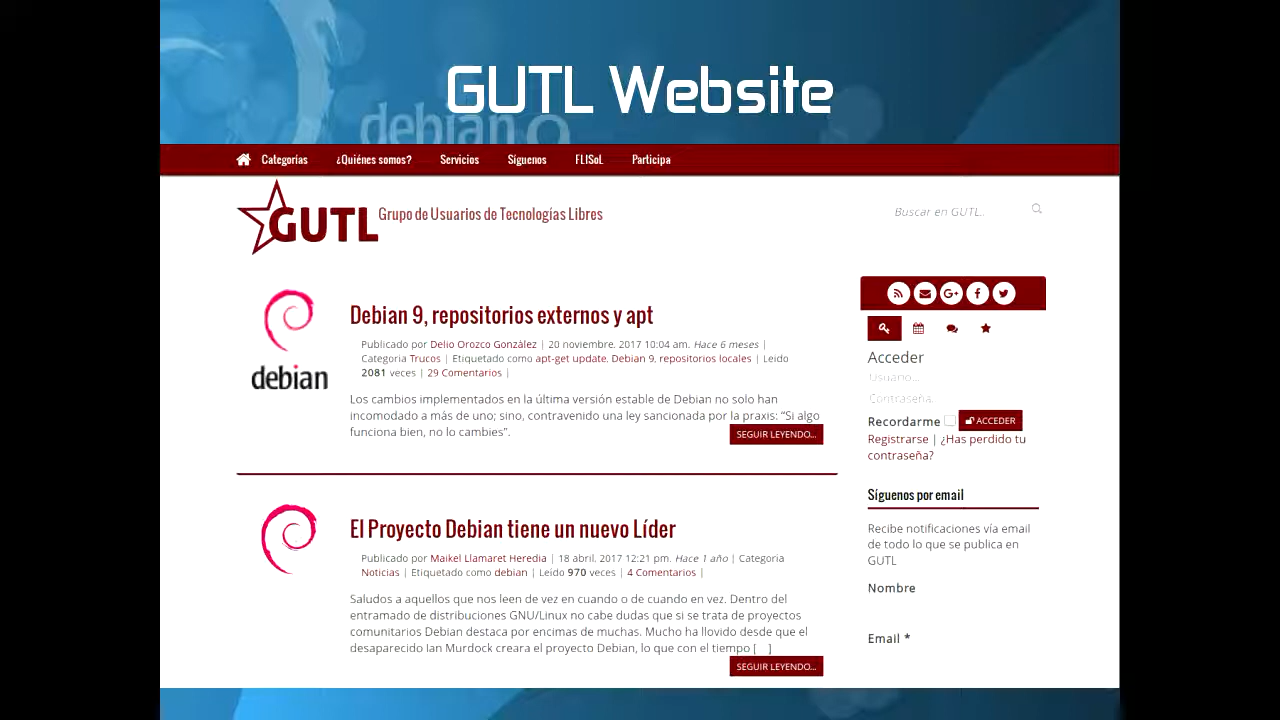 GUTL Website
debian
Categorías ¿Quiénes somos? Servicios Síguenos FLISoL Participa
GUTL Grupo de Usuarios de Tecnologías Libres
Buscar en GUTL..
debian
Debian 9, repositorios externos y apt
Publicado por Delio Orozco González | 20 noviembre, 2017 10:04 am. Hace 6 meses |
Categoria Trucos | Etiquetado como apt-get update, Debian 9, repositorios locales | Leido
2081 veces | 29 Comentarios |
Los cambios implementados en la última versión estable de Debian no solo han
incomodado a más de uno; sino, contravenido una ley sancionada por la praxis: “Si algo
funciona bien, no lo cambies”.
SEGUIR LEYENDO...
El Proyecto Debian tiene un nuevo Líder
Publicado por Maikel Llamaret Heredia | 18 abril, 2017 12:21 pm. Hace 1 año | Categoria
Noticias | Etiquetado como debian | Leido 970 veces | 4 Comentarios |
Saludos a aquellos que nos leen de vez en cuando o de cuando en vez. Dentro del
entramado de distribuciones GNU/Linux no cabe dudas que si se trata de proyectos
comunitarios Debian destaca por encimas de muchas. Mucho ha llovido desde que el
desaparecido Ian Murdock creara el proyecto Debian, lo que con el tiempo [ ]
SEGUIR LEYENDO...
Acceder
Usuario...
Contraseña
Recordarme ACCEDER
Registrarse | ¿Has perdido tu
contraseña?
Síguenos por email
Recibe notificaciones vía email
de todo lo que se publica en
GUTL
Nombre
Email *